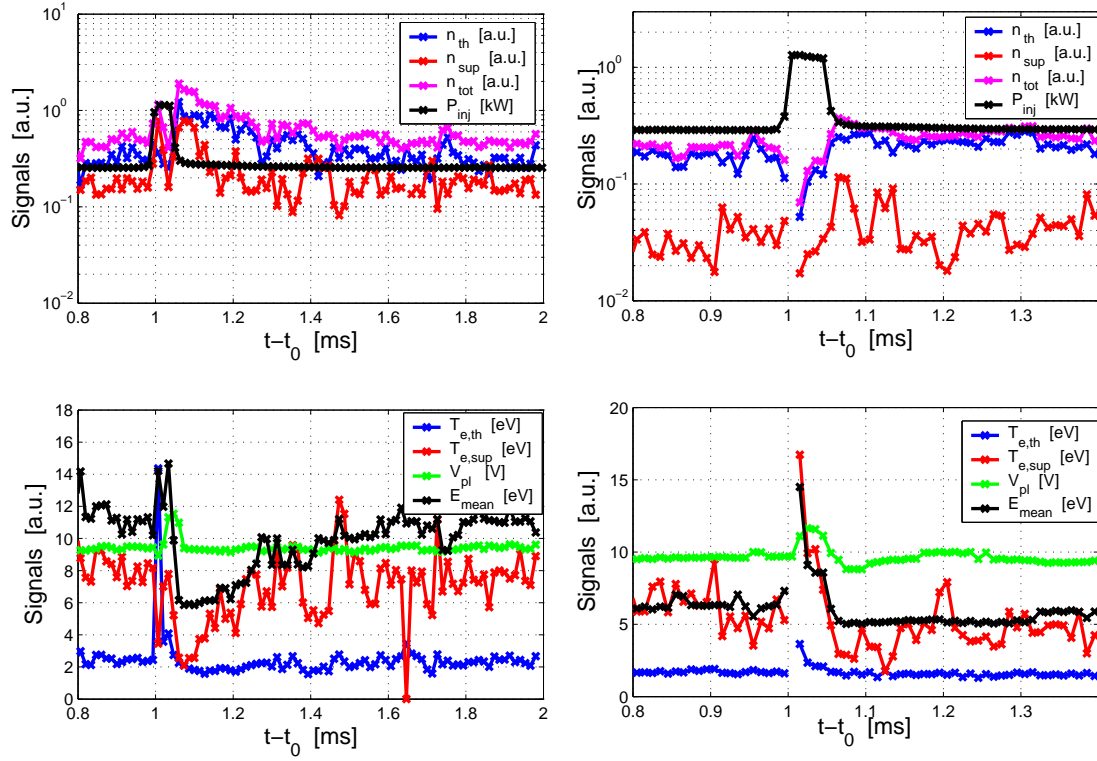 10^1
10^0
10^-1
10^-2
Signals [a.u.]
0.8 1 1.2 1.4 1.6 1.8 2
t-t_0 [ms]
n_th [a.u.]
n_sup [a.u.]
n_tot [a.u.]
P_inj [kW]
10^0
10^-1
10^-2
Signals [a.u.]
0.8 0.9 1 1.1 1.2 1.3
t-t_0 [ms]
n_th [a.u.]
n_sup [a.u.]
n_tot [a.u.]
P_inj [kW]
18
16
14
12
10
8
6
4
2
0
Signals [a.u.]
0.8 1 1.2 1.4 1.6 1.8 2
t-t_0 [ms]
T_e,th [eV]
T_e,sup [eV]
V_pl [V]
E_mean [eV]
20
15
10
5
0
Signals [a.u.]
0.8 0.9 1 1.1 1.2 1.3
t-t_0 [ms]
T_e,th [eV]
T_e,sup [eV]
V_pl [V]
E_mean [eV]